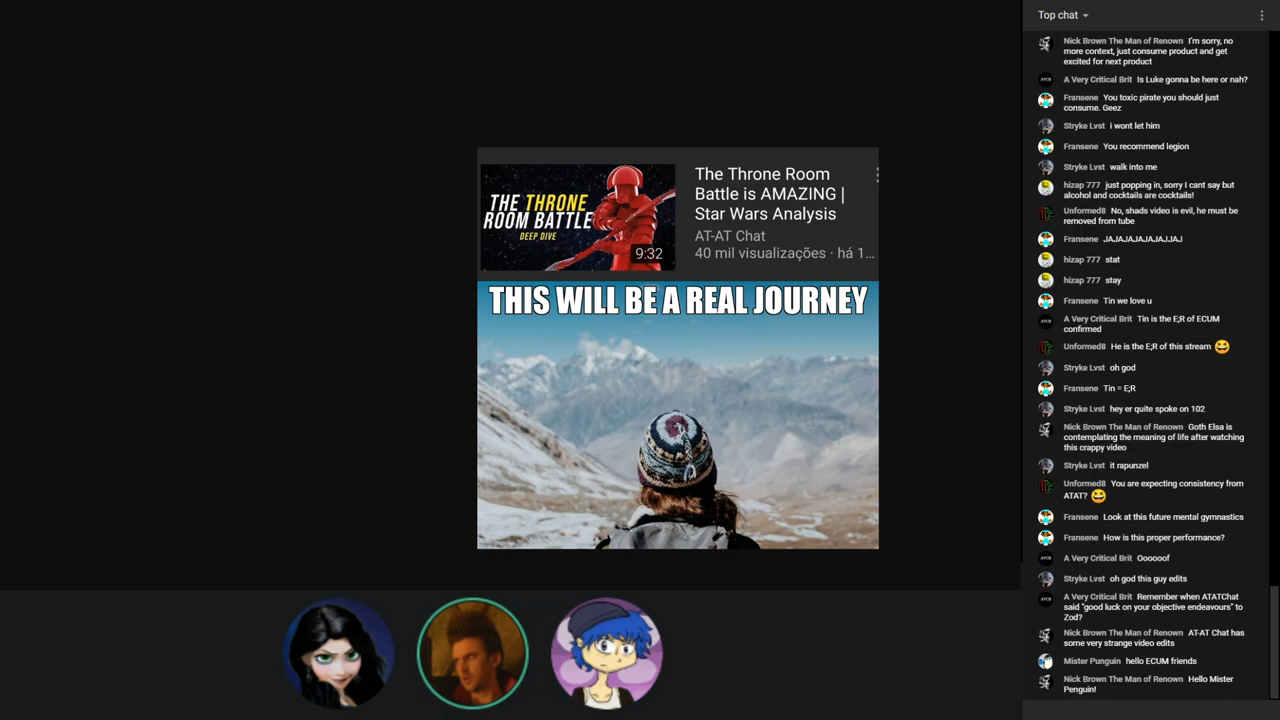 THE THRONE
ROOM BATTLE
DEEP DIVE
9:32
The Throne Room
Battle is AMAZING |
Star Wars Analysis
AT-AT Chat
40 mil visualizações · há 1…
THIS WILL BE A REAL JOURNEY
Top chat
Nick Brown The Man of Renown I'm sorry, no
more context, just consume product and get
excited for next product
A Very Critical Brit Is Luke gonna be here or nah?
Fransene You toxic pirate you should just
consume. Geez
Stryke Lvst i wont let him
Fransene You recommend legion
Stryke Lvst walk into me
hizap 777 just popping in, sorry I cant say but
alcohol and cocktails are cocktails!
Unformed8 No, shads video is evil, he must be
removed from tube
Fransene JAJAJAJAJAJAJJAJ
hizap 777 stat
hizap 777 stay
Fransene Tin we love u
A Very Critical Brit Tin is the E;R of ECUM
confirmed
Unformed8 He is the E;R of this stream 😆
Stryke Lvst oh god
Fransene Tin = E;R
Stryke Lvst hey er quite spoke on 102
Nick Brown The Man of Renown Goth Elsa is
contemplating the meaning of life after watching
this crappy video
Stryke Lvst it rapunzel
Unformed8 You are expecting consistency from
ATAT? 😆
Fransene Look at this future mental gymnastics
Fransene How is this proper performance?
A Very Critical Brit Oooooof
Stryke Lvst oh god this guy edits
A Very Critical Brit Remember when ATATChat
said "good luck on your objective endeavours" to
Zod?
Nick Brown The Man of Renown AT-AT Chat has
some very strange video edits
Mister Punguin hello ECUM friends
Nick Brown The Man of Renown Hello Mister
Penguin!